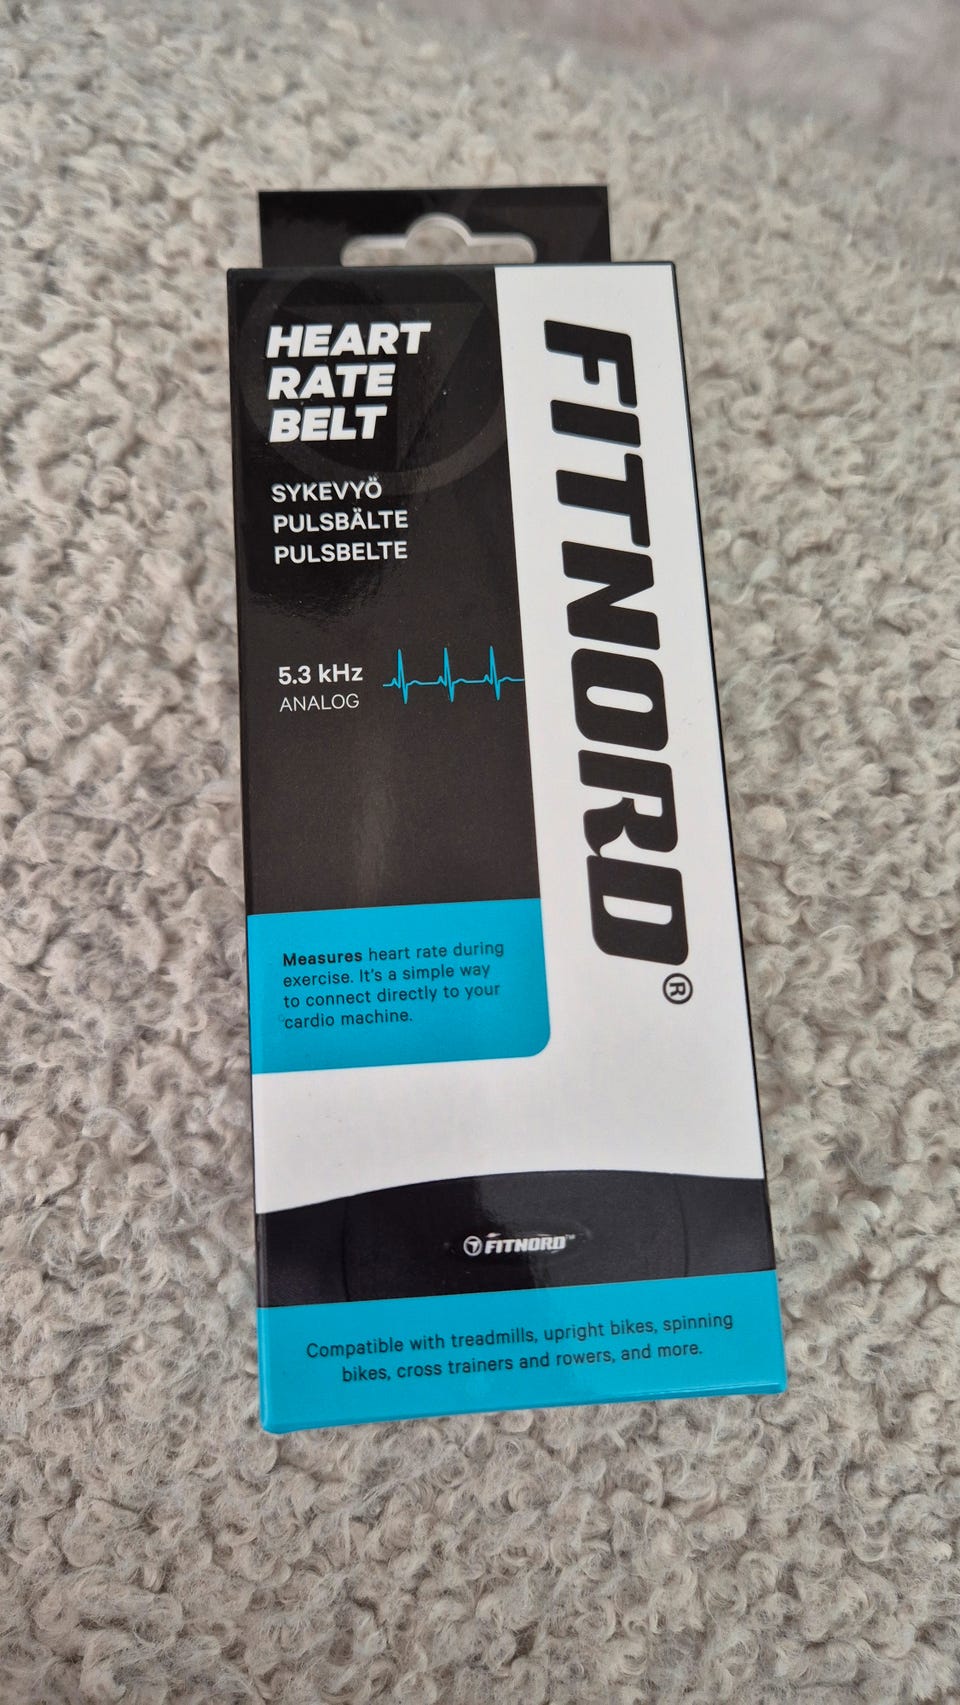 HEART
RATE
BELT
SYKEVYÖ
PULSBÄLTE
PULSBELTE
5.3 kHz
ANALOG
FITNORD®
Measures heart rate during
exercise. It's a simple way
to connect directly to your
cardio machine.
FITNORD™
Compatible with treadmills, upright bikes, spinning
bikes, cross trainers and rowers, and more.